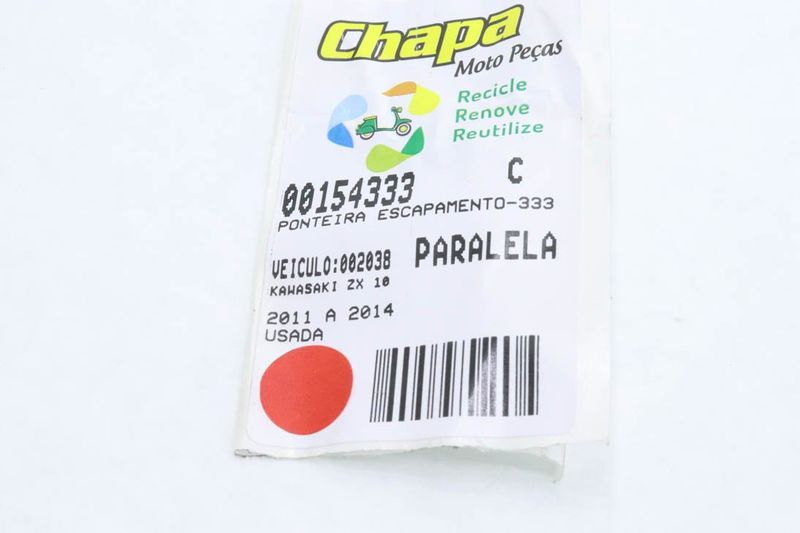 Chapa
Moto Peças
Recicle
Renove
Reutilize
00154333 C
PONTEIRA ESCAPAMENTO-333
VEICULO:002038 PARALELA
KAWASAKI ZX 10
2011 A 2014
USADA